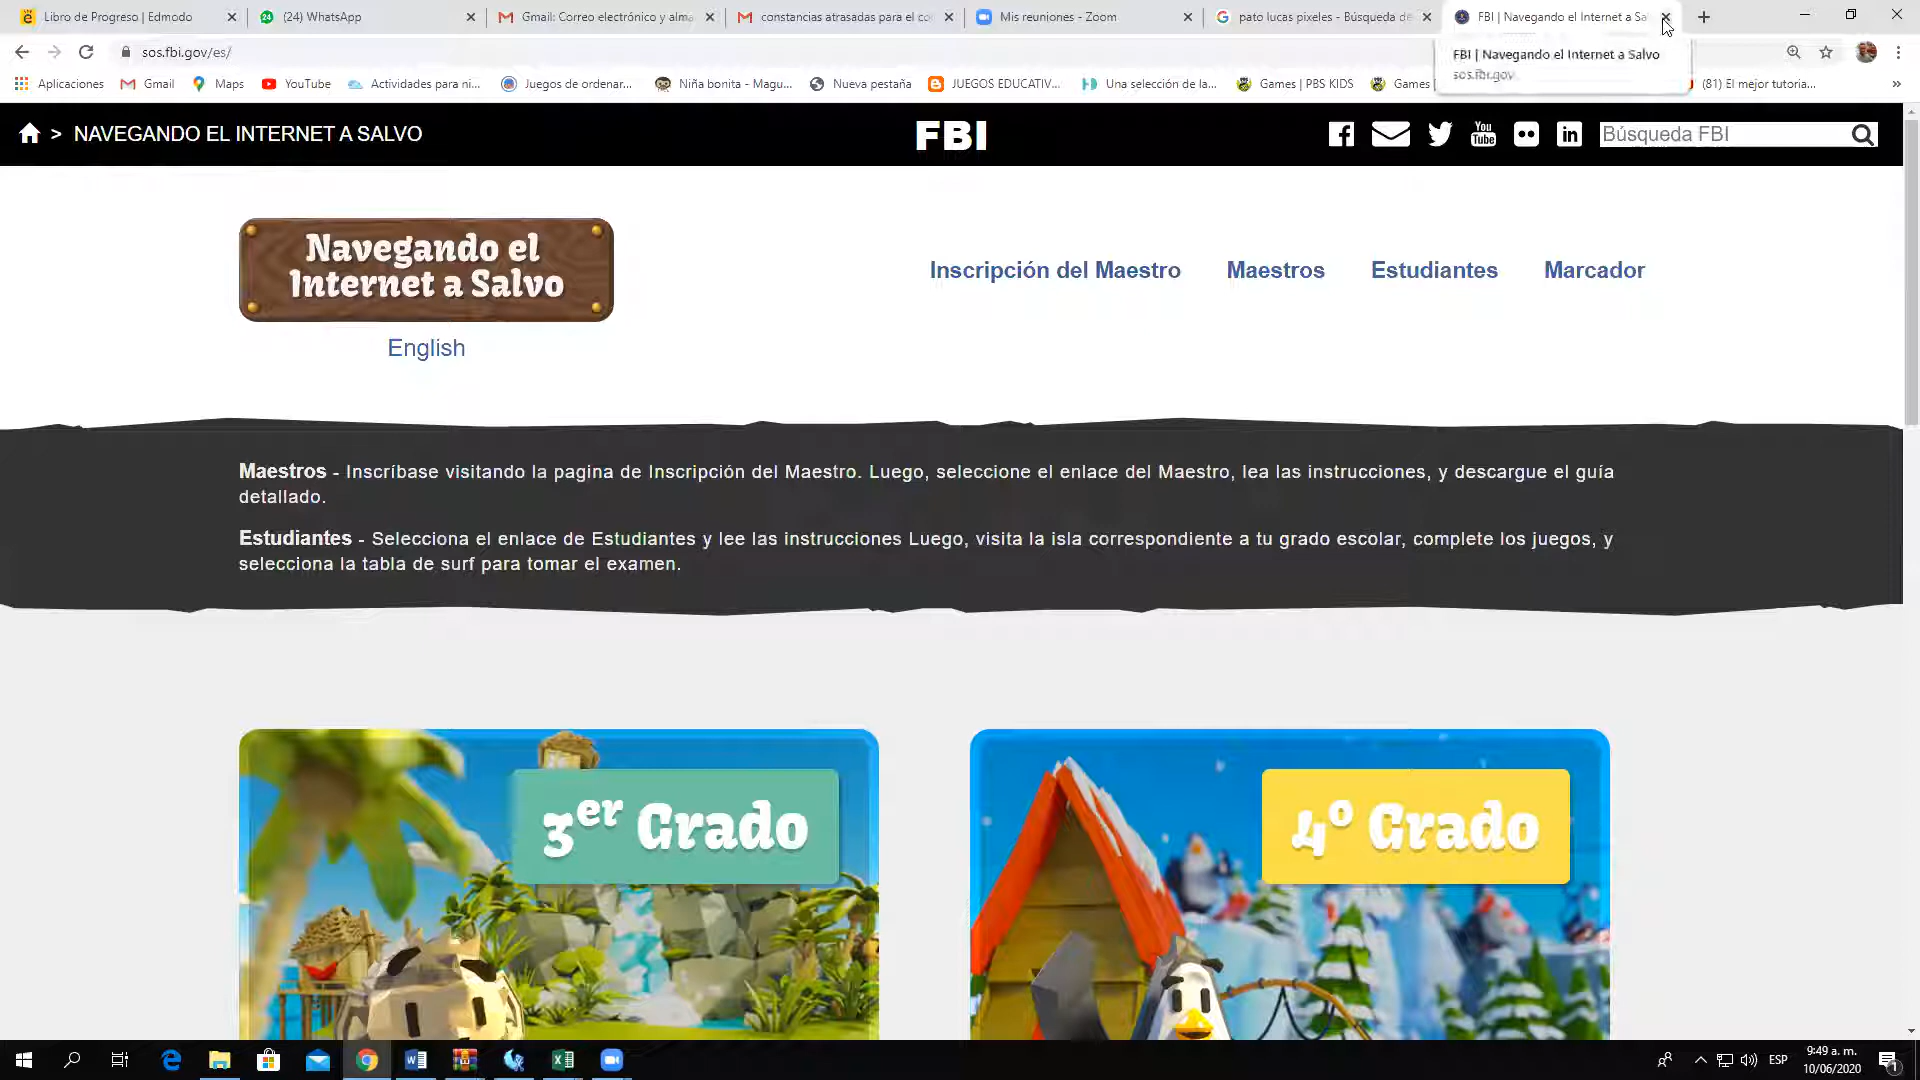 Libro de Progreso | Edmodo
(24) WhatsApp
Gmail: Correo electrónico y alma
constancias atrasadas para el co
Mis reuniones - Zoom
pato lucas pixeles - Búsqueda de
FBI | Navegando el Internet a Sa
sos.fbi.gov/es/
FBI | Navegando el Internet a Salvo
sos.fbi.gov
Aplicaciones
Gmail
Maps
YouTube
Actividades para ni...
Juegos de ordenar...
Niña bonita - Magu...
Nueva pestaña
JUEGOS EDUCATIV...
Una selección de la...
Games | PBS KIDS
Games |
(81) El mejor tutoria...
»
> NAVEGANDO EL INTERNET A SALVO
FBI
You Tube
in
Búsqueda FBI
Navegando el
Internet a Salvo
English
Inscripción del Maestro
Maestros
Estudiantes
Marcador
Maestros - Inscríbase visitando la pagina de Inscripción del Maestro. Luego, seleccione el enlace del Maestro, lea las instrucciones, y descargue el guía
detallado.
Estudiantes - Selecciona el enlace de Estudiantes y lee las instrucciones Luego, visita la isla correspondiente a tu grado escolar, complete los juegos, y
selecciona la tabla de surf para tomar el examen.
3er Grado
4º Grado
ESP
9:49 a. m.
10/06/2020
1